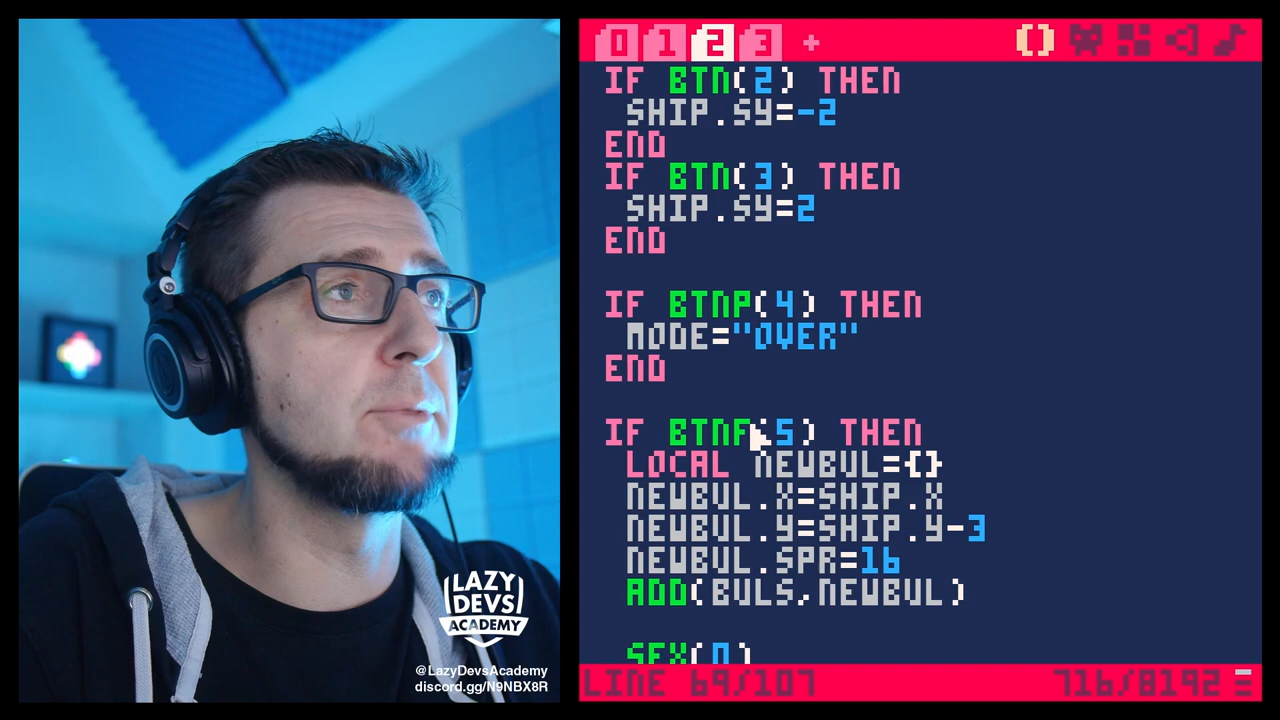 LAZY
DEVS
ACADEMY
@LazyDevsAcademy
discord.gg/N9NBX8R
0 1 2 3 +
IF BTN(2) THEN
SHIP.SY=-2
END
IF BTN(3) THEN
SHIP.SY=2
END
IF BTNP(4) THEN
MODE="OVER"
END
IF BTNP(5) THEN
LOCAL NEWBUL={}
NEWBUL.X=SHIP.X
NEWBUL.Y=SHIP.Y-3
NEWBUL.SPR=16
ADD(BULS,NEWBUL)
SFX(0)
LINE 69/107
716/8192